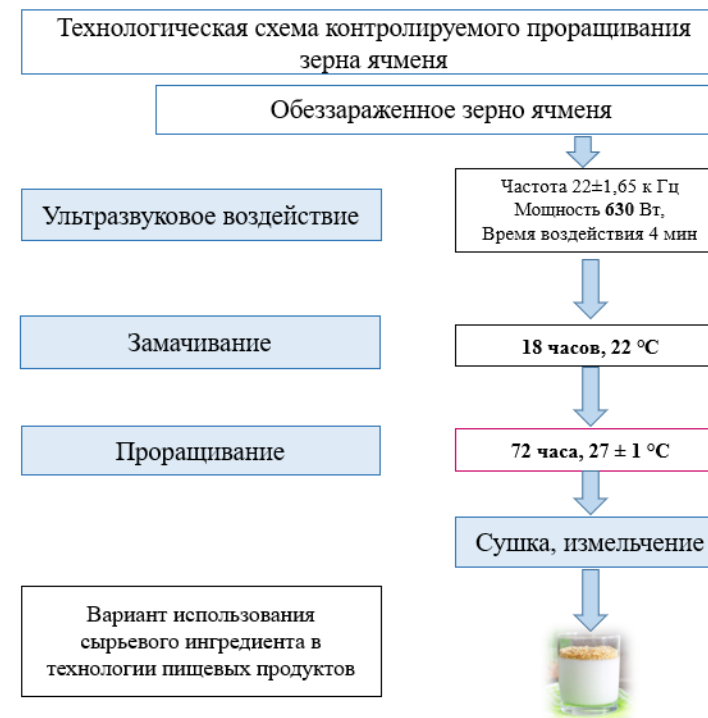 Технологическая схема контролируемого проращивания
зерна ячменя
Обеззараженное зерно ячменя
Ультразвуковое воздействие
Частота 22±1,65 к Гц
Мощность 630 Вт,
Время воздействия 4 мин
Замачивание
18 часов, 22 °С
Проращивание
72 часа, 27 ± 1 °С
Сушка, измельчение
Вариант использования
сырьевого ингредиента в
технологии пищевых продуктов